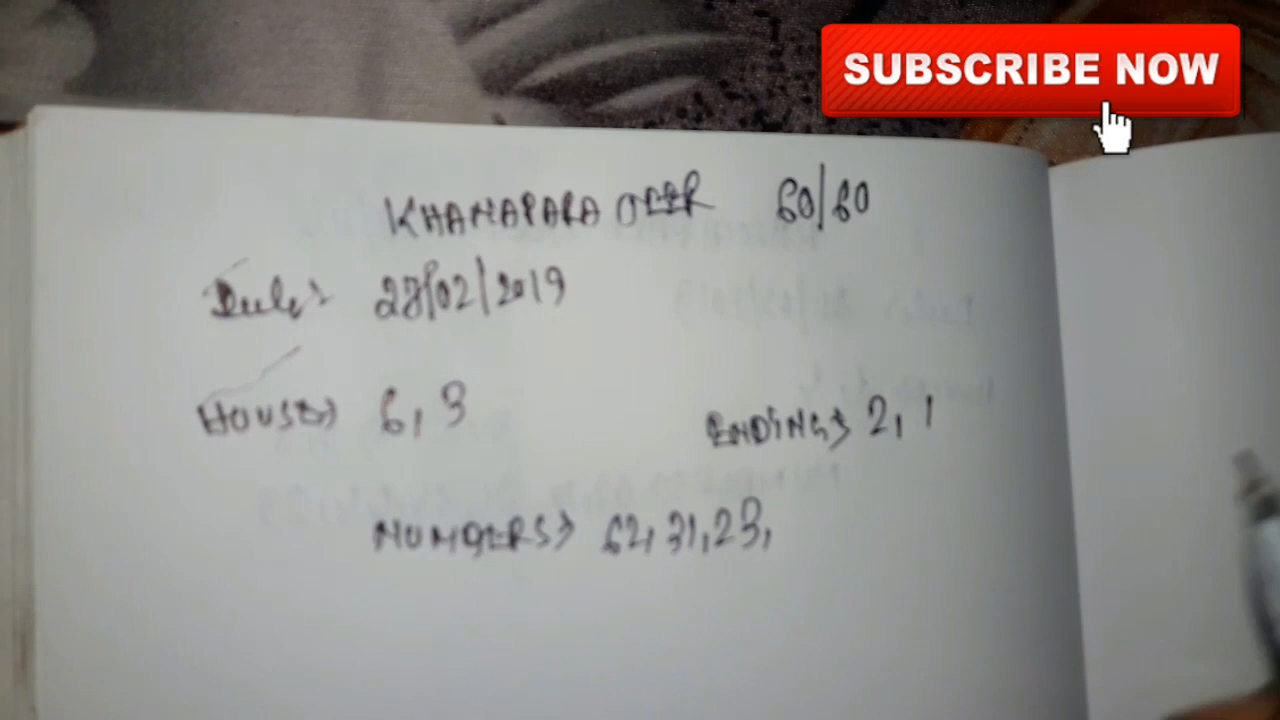 SUBSCRIBE NOW
KHANAPARA TEER 60/60
Date: 28/02/2019
HOUSE→ 6, 3
ENDING→ 2, 1
NUMBERS→ 62, 31, 23,